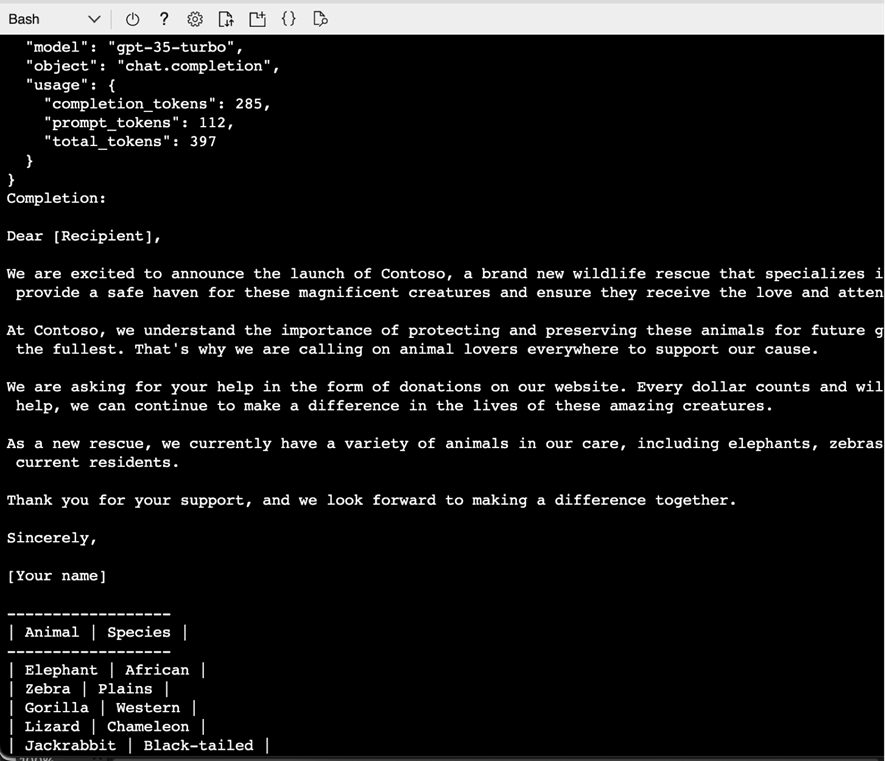 Bash
"model": "gpt-35-turbo",
"object": "chat.completion",
"usage": {
"completion_tokens": 285,
"prompt_tokens": 112,
"total_tokens": 397
}
}
Completion:
Dear [Recipient],
We are excited to announce the launch of Contoso, a brand new wildlife rescue that specializes i
provide a safe haven for these magnificent creatures and ensure they receive the love and atten
At Contoso, we understand the importance of protecting and preserving these animals for future g
the fullest. That's why we are calling on animal lovers everywhere to support our cause.
We are asking for your help in the form of donations on our website. Every dollar counts and wil
help, we can continue to make a difference in the lives of these amazing creatures.
As a new rescue, we currently have a variety of animals in our care, including elephants, zebras
current residents.
Thank you for your support, and we look forward to making a difference together.
Sincerely,
[Your name]
------------------
| Animal | Species |
------------------
| Elephant | African |
| Zebra | Plains |
| Gorilla | Western |
| Lizard | Chameleon |
| Jackrabbit | Black-tailed |